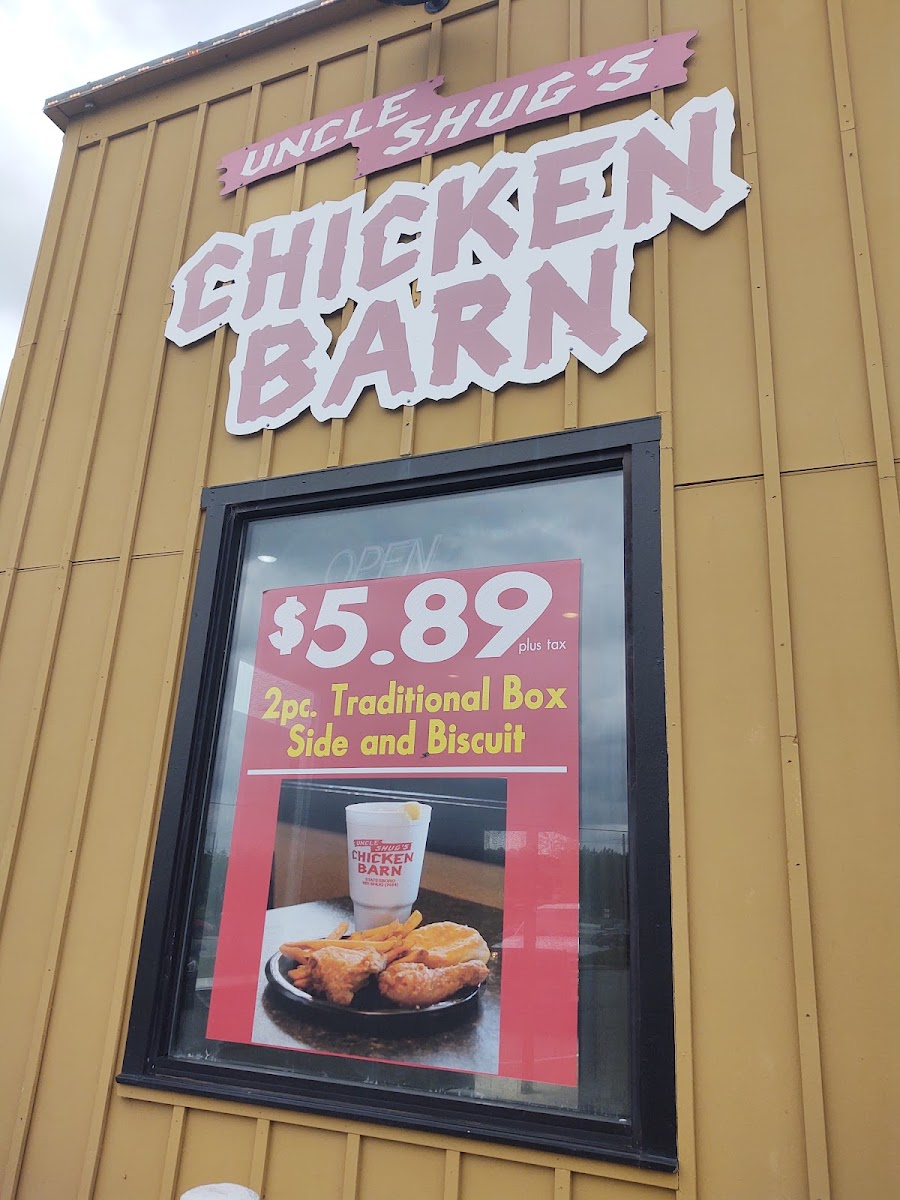 UNCLE SHUG'S
CHICKEN
BARN
OPEN
$5.89
plus tax
2pc. Traditional Box
Side and Biscuit
UNCLE SHUG'S
CHICKEN
BARN
STATESBORO